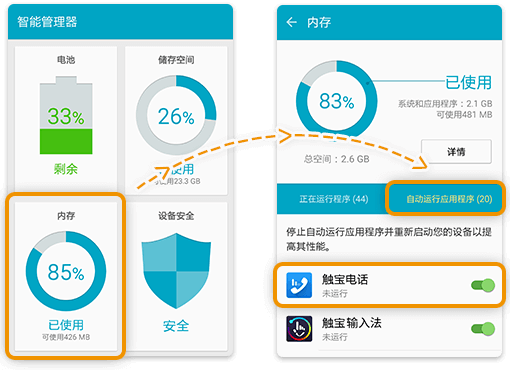 智能管理器
电池
33%
剩余
储存空间
26%
使用
使用23.3 GB
内存
85%
已使用
可使用426 MB
设备安全
安全
内存
83%
已使用
系统和应用程序：2.1 GB
可使用481 MB
总空间：2.6 GB
详情
正在运行程序 (44)
自动运行应用程序 (20)
停止自动运行应用程序并重新启动您的设备以提
高其性能。
触宝电话
未运行
触宝输入法
未运行